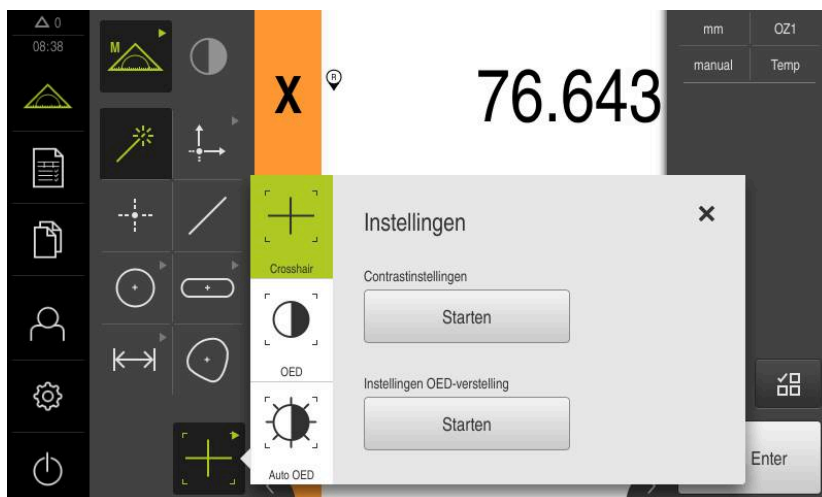 0
08:38
M
X
R
76.643
mm
OZ1
manual
Temp
Crosshair
OED
Auto OED
Instellingen
Contrastinstellingen
Starten
Instellingen OED-verstelling
Starten
Enter